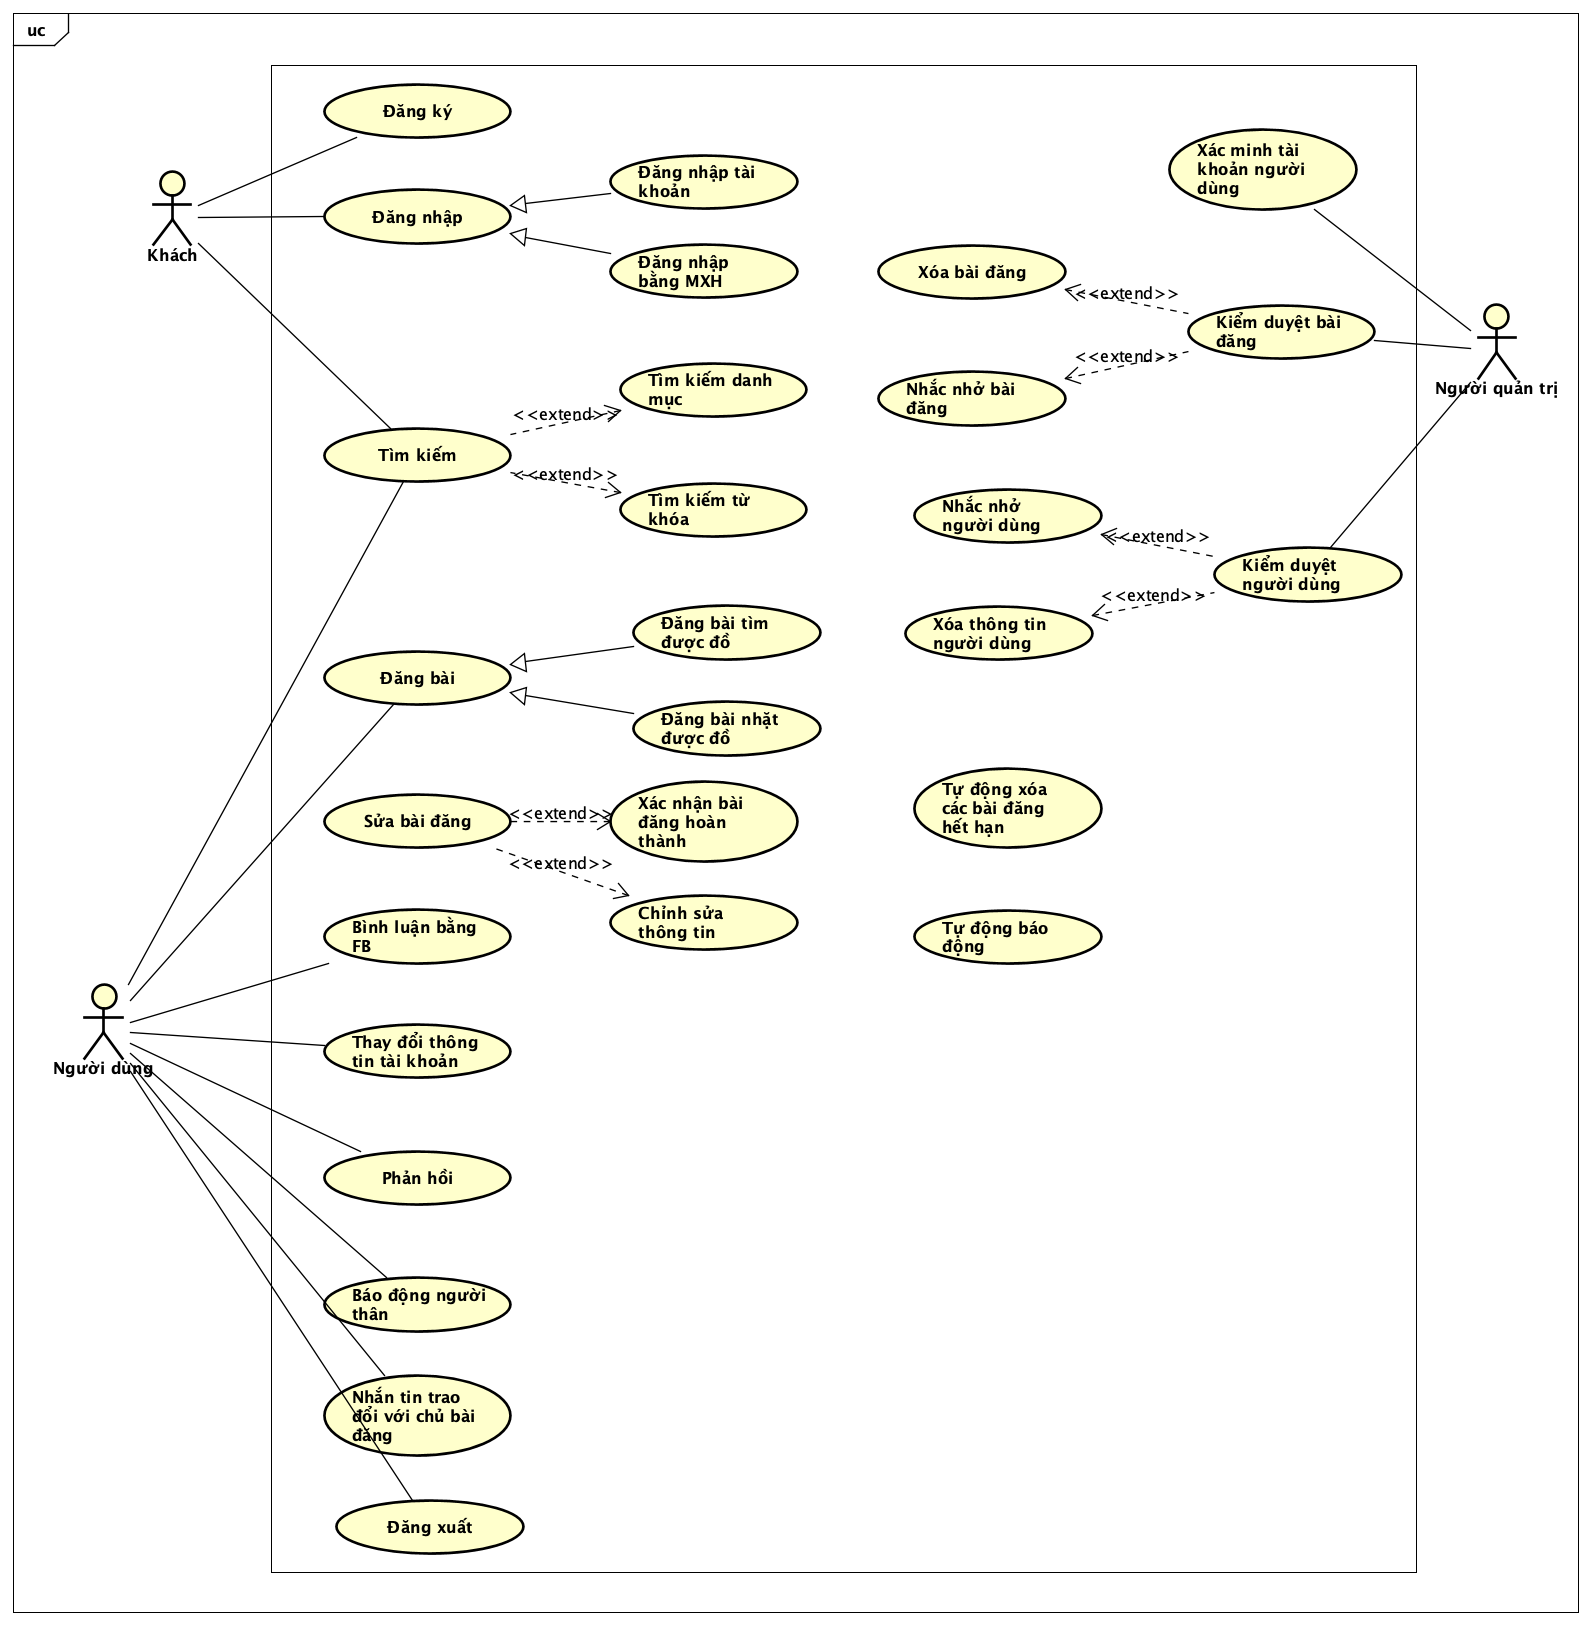 uc
Đăng ký
Khách
Đăng nhập
Đăng nhập tài
khoản
Đăng nhập
bằng MXH
Tìm kiếm
<<extend>>
Tìm kiếm danh
mục
<<extend>>
Tìm kiếm từ
khóa
Đăng bài
Đăng bài tìm
được đồ
Đăng bài nhặt
được đồ
Sửa bài đăng
<<extend>>
Xác nhận bài
đăng hoàn
thành
<<extend>>
Chỉnh sửa
thông tin
Bình luận bằng
FB
Người dùng
Thay đổi thông
tin tài khoản
Phản hồi
Báo động người
thân
Nhắn tin trao
đổi với chủ bài
đăng
Đăng xuất
Xác minh tài
khoản người
dùng
Xóa bài đăng
<<extend>>
Kiểm duyệt bài
đăng
<<extend>>
Nhắc nhở bài
đăng
Người quản trị
Nhắc nhở
người dùng
<<extend>>
Kiểm duyệt
người dùng
<<extend>>
Xóa thông tin
người dùng
Tự động xóa
các bài đăng
hết hạn
Tự động báo
động